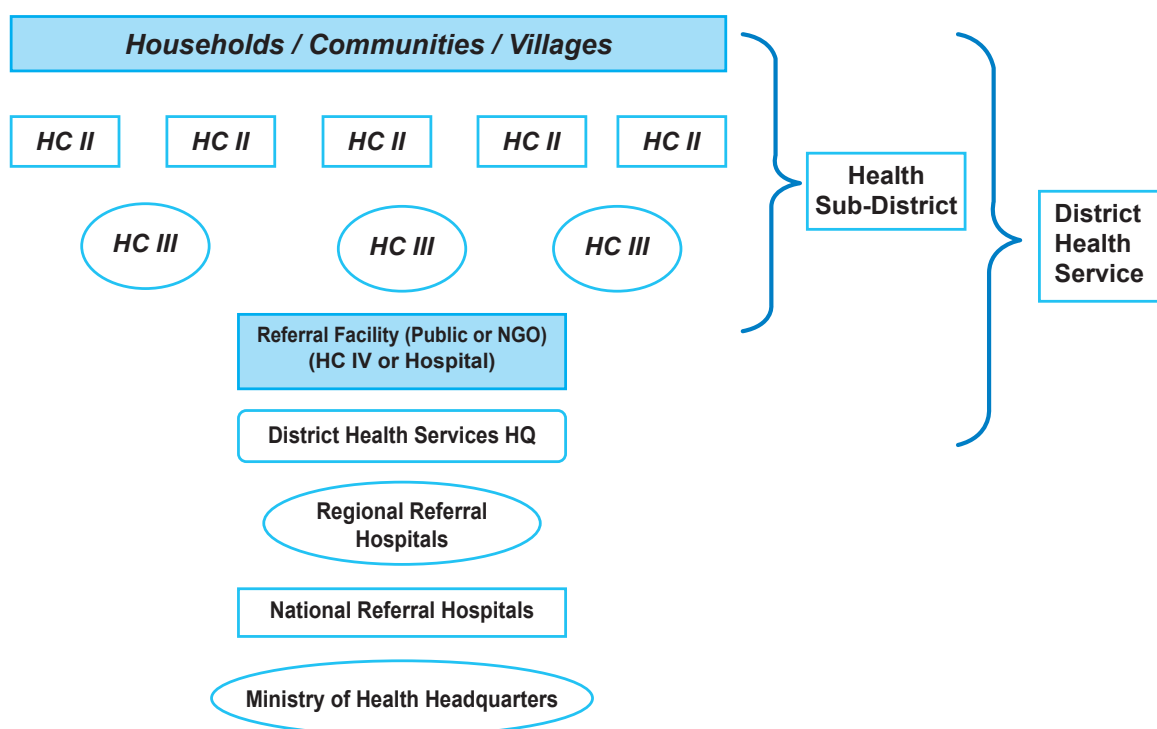 Households / Communities / Villages
HC II
HC II
HC II
HC II
HC II
HC III
HC III
HC III
Referral Facility (Public or NGO)
(HC IV or Hospital)
District Health Services HQ
Regional Referral
Hospitals
National Referral Hospitals
Ministry of Health Headquarters
Health
Sub-District
District
Health
Service